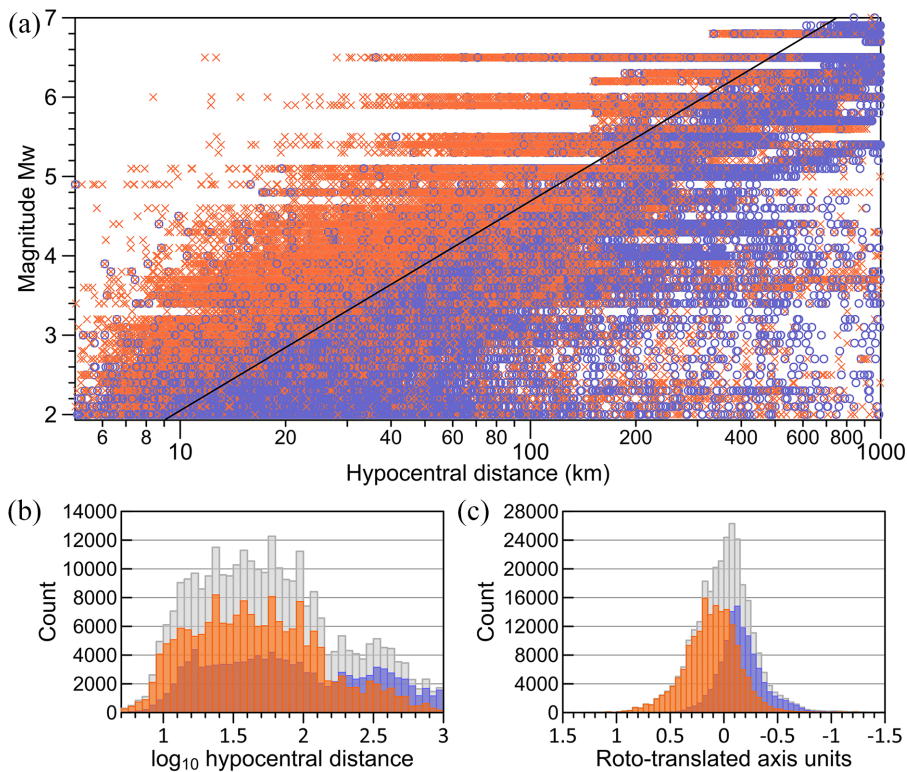 (a)
7
6
5
4
3
2
Magnitude Mw
6 8 10 20 40 60 80 100 200 400 600 800 1000
Hypocentral distance (km)
(b)
14000
12000
10000
8000
6000
4000
2000
0
Count
1 1.5 2 2.5 3
log10 hypocentral distance
(c)
28000
24000
20000
16000
12000
8000
4000
0
Count
1.5 1 0.5 0 -0.5 -1 -1.5
Roto-translated axis units